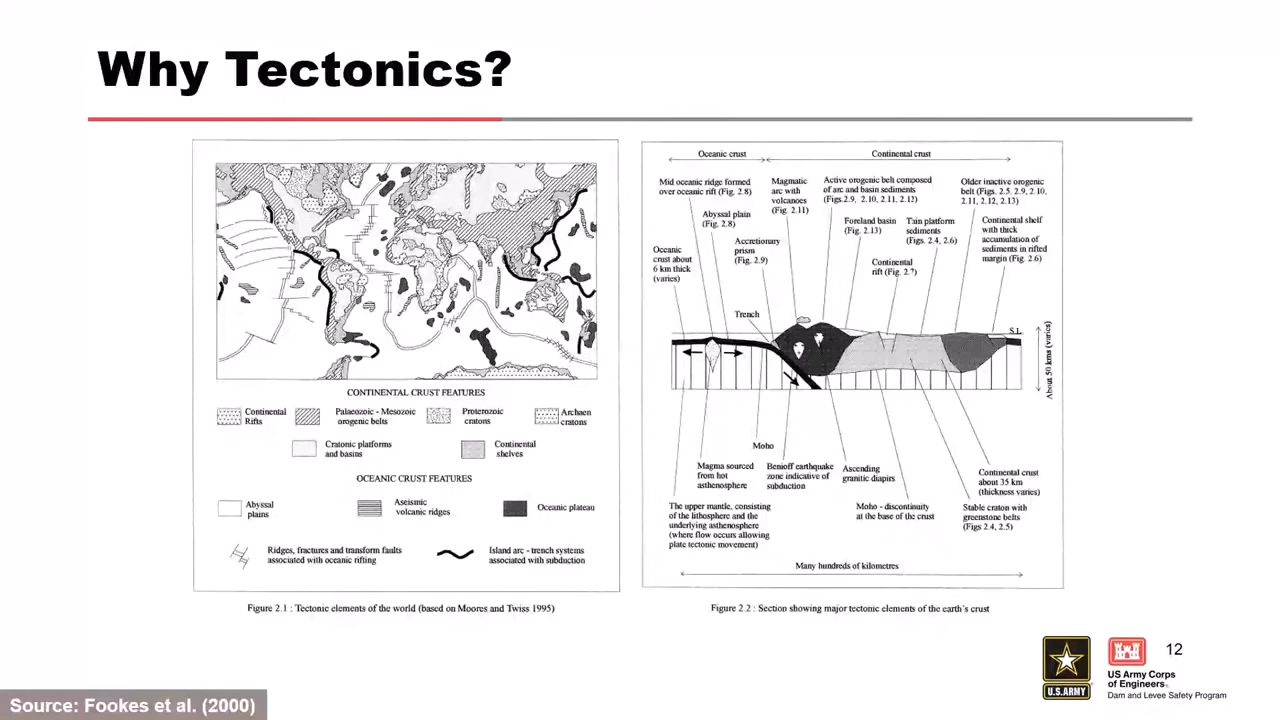 Why Tectonics?
CONTINENTAL CRUST FEATURES
Continental
Rifts
Palaeozoic - Mesozoic
orogenic belts
Proterozoic
cratons
Archaen
cratons
Cratonic platforms
and basins
Continental
shelves
OCEANIC CRUST FEATURES
Abyssal
plains
Aseismic
volcanic ridges
Oceanic plateau
Ridges, fractures and transform faults
associated with oceanic rifting
Island arc - trench systems
associated with subduction
Figure 2.1 : Tectonic elements of the world (based on Moores and Twiss 1995)
Oceanic crust
Continental crust
Mid oceanic ridge formed
over oceanic rift (Fig. 2.8)
Magmatic
arc with
volcanoes
(Fig. 2.11)
Active orogenic belt composed
of arc and basin sediments
(Figs 2.9, 2.10, 2.11, 2.12)
Older inactive orogenic
belt (Figs. 2.5, 2.9, 2.10,
2.11, 2.12, 2.13)
Abyssal plain
(Fig. 2.8)
Foreland basin
(Fig. 2.13)
Tain platform
sediments
(Figs. 2.4, 2.6)
Continental shelf
with thick
accumulation of
sediments in rifted
margin (Fig. 2.6)
Oceanic
crust about
6 km thick
(varies)
Accretionary
prism
(Fig. 2.9)
Continental
rift (Fig. 2.7)
Trench
S.L
About 50 kms (varies)
Moho
Magma sourced
from hot
asthenosphere
Benioff earthquake
zone indicative of
subduction
Ascending
granitic diapirs
Continental crust
about 35 km
(thickness varies)
The upper mantle, consisting
of the lithosphere and the
underlying asthenosphere
(where flow occurs allowing
plate tectonic movement)
Moho - discontinuity
at the base of the crust
Stable craton with
greenstone belts
(Figs 2.4, 2.5)
Many hundreds of kilometres
Figure 2.2 : Section showing major tectonic elements of the earth's crust
U.S. ARMY
US Army Corps
of Engineers
Dam and Levee Safety Program
12
Source: Fookes et al. (2000)